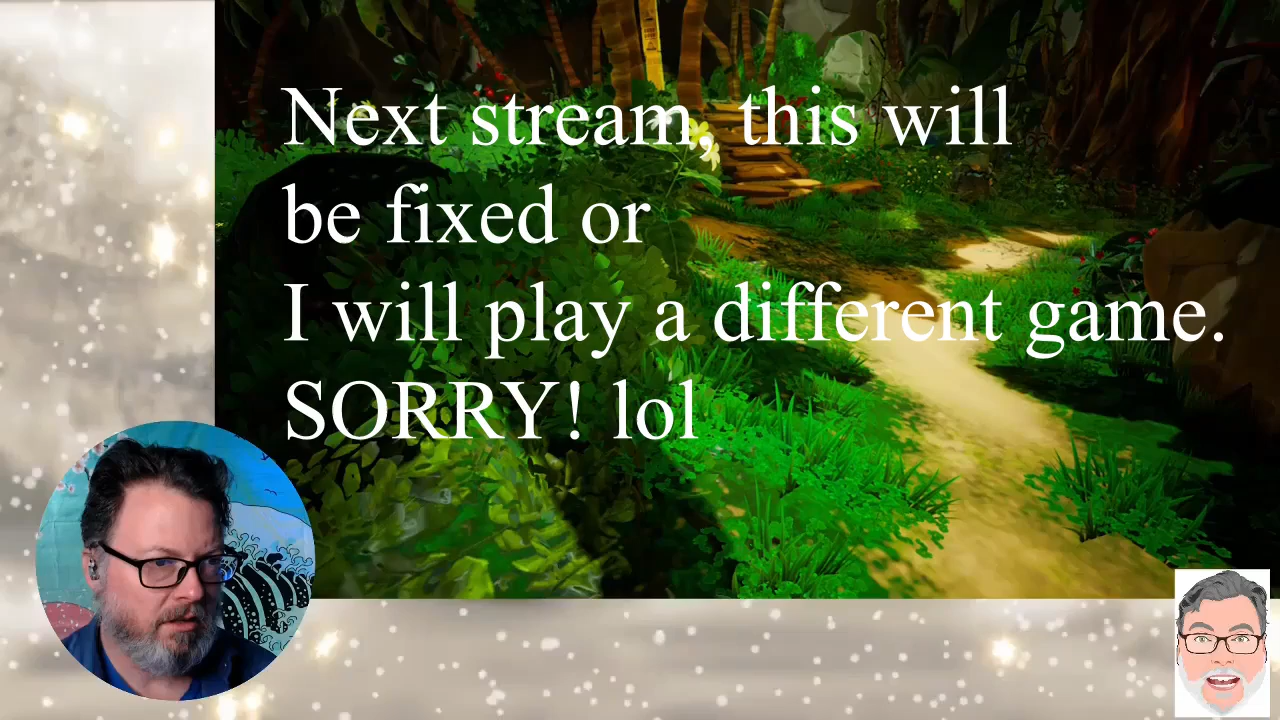 Next stream, this will
be fixed or
I will play a different game.
SORRY! lol